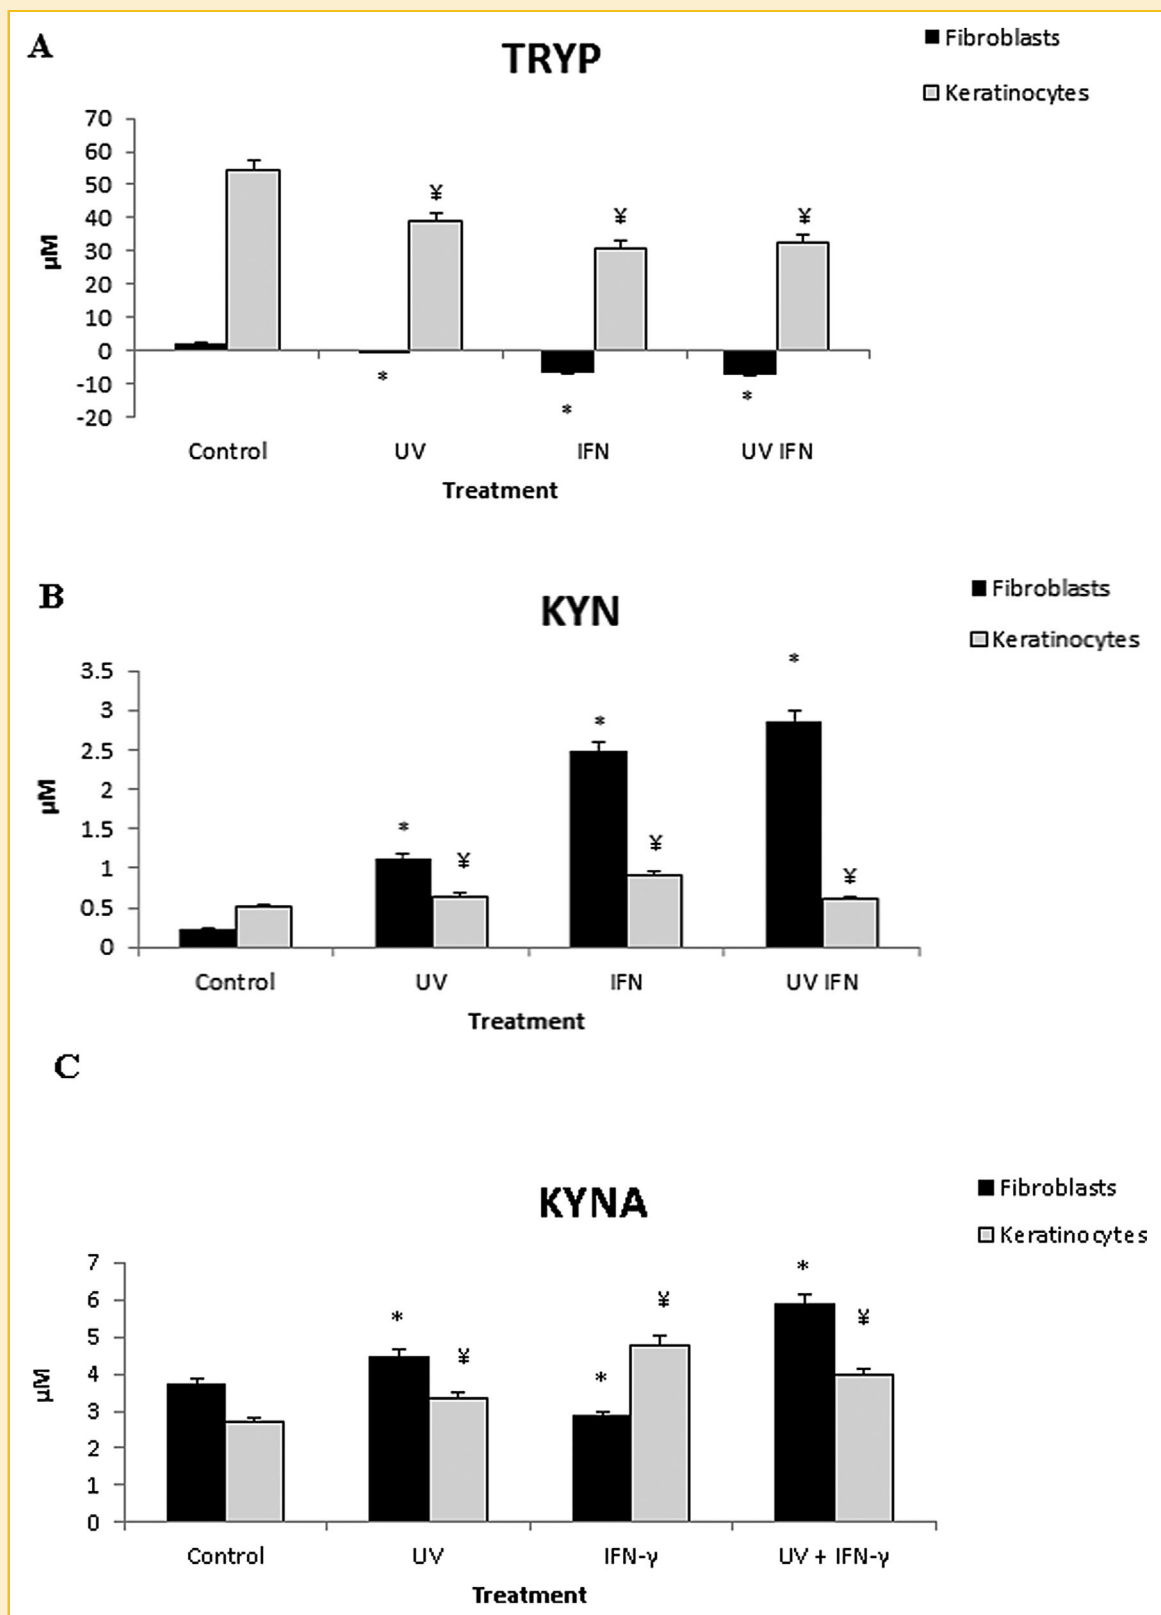 A
TRYP
Fibroblasts
Keratinocytes
70
60
50
40
30
20
10
0
-10
-20
µM
¥
¥
¥
*
*
*
Control UV IFN UV IFN
Treatment
B
KYN
Fibroblasts
Keratinocytes
3.5
3
2.5
2
1.5
1
0.5
0
µM
*
*
*
¥
¥
¥
Control UV IFN UV IFN
Treatment
C
KYNA
Fibroblasts
Keratinocytes
7
6
5
4
3
2
1
0
µM
*
¥
*
¥
*
¥
Control UV IFN-γ UV + IFN-γ
Treatment